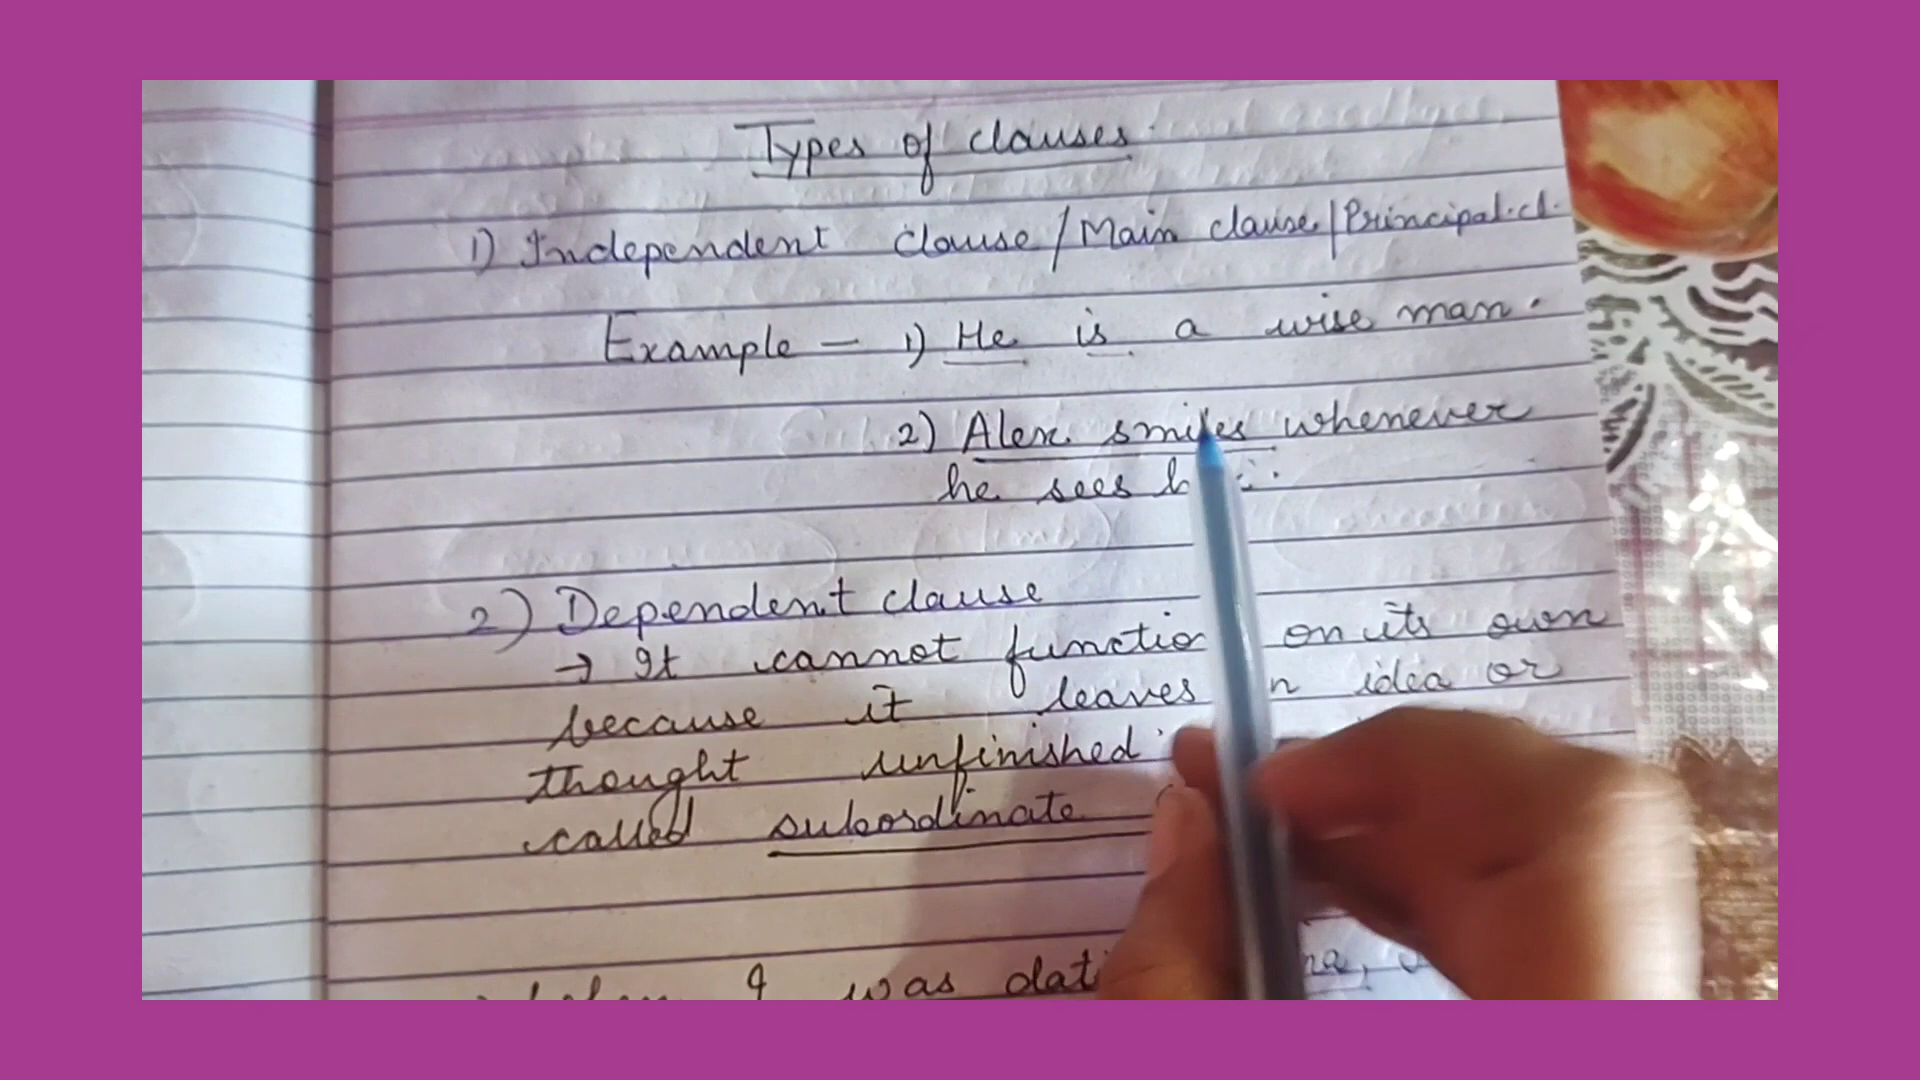 Types of clauses.
1) Independent clause/Main clause/Principal.cl.
Example - 1) He is a wise man.
2) Alex smiles whenever
he sees
2) Dependent clause
→ It cannot on its own
because it leaves idea or
thought unfinished
called subordinate
I was